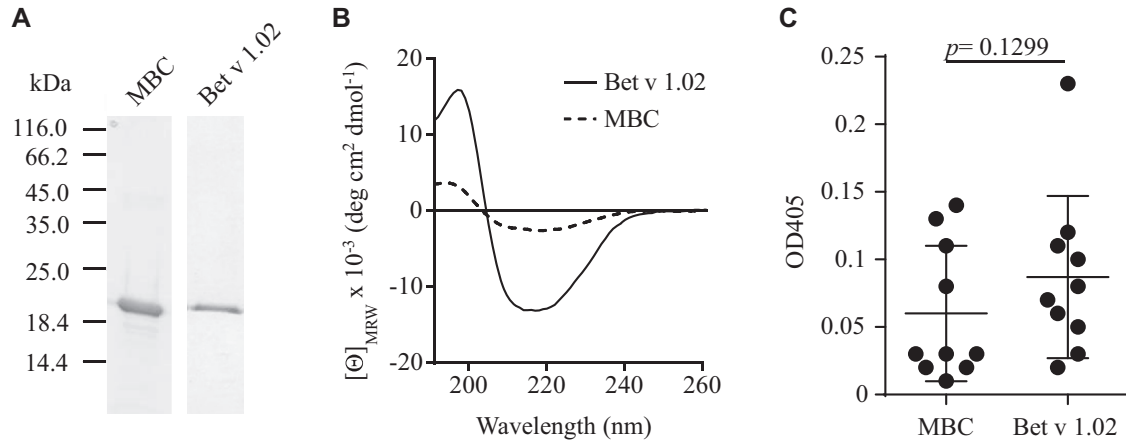 A
kDa
MBC
Bet v 1.02
116.0
66.2
45.0
35.0
25.0
18.4
14.4
B
[Θ]MRW x 10-3 (deg cm2 dmol-1)
20
10
0
-10
-20
Bet v 1.02
MBC
200
220
240
260
Wavelength (nm)
C
p= 0.1299
OD405
0.25
0.2
0.15
0.1
0.05
0
MBC
Bet v 1.02